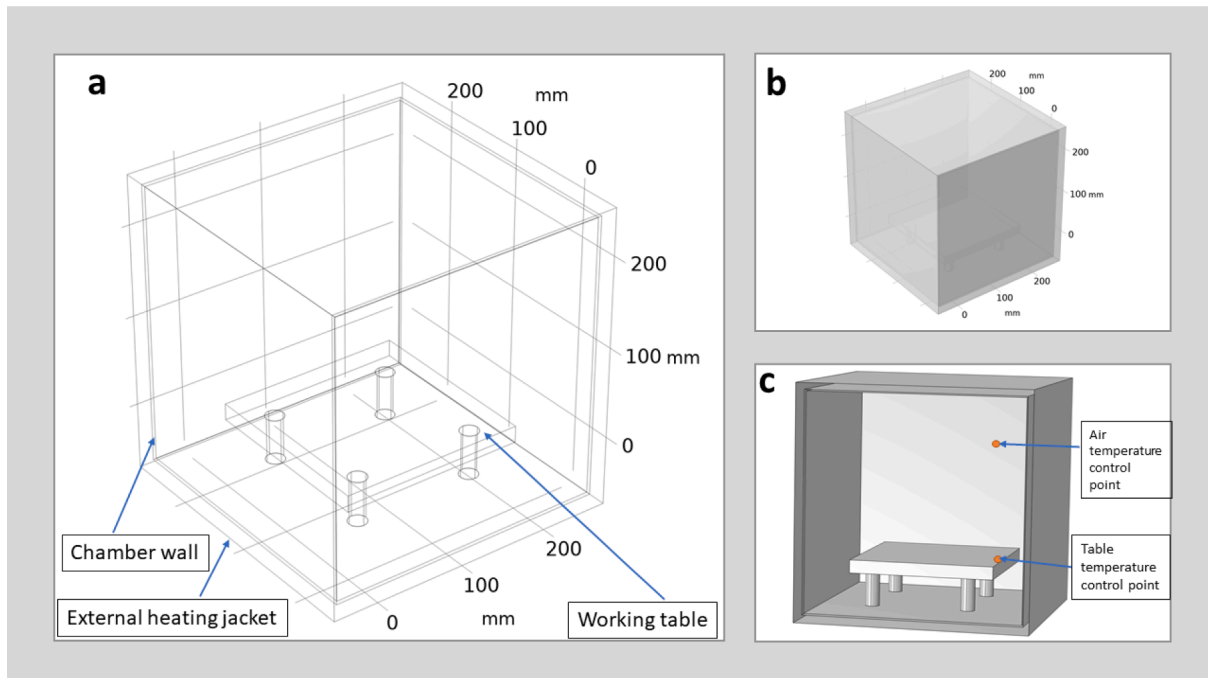 a
200
mm
100
0
200
100 mm
0
200
100
mm
0
Chamber wall
External heating jacket
Working table
b
200
mm
100
0
200
100 mm
0
200
100
mm
0
c
Air
temperature
control
point
Table
temperature
control point